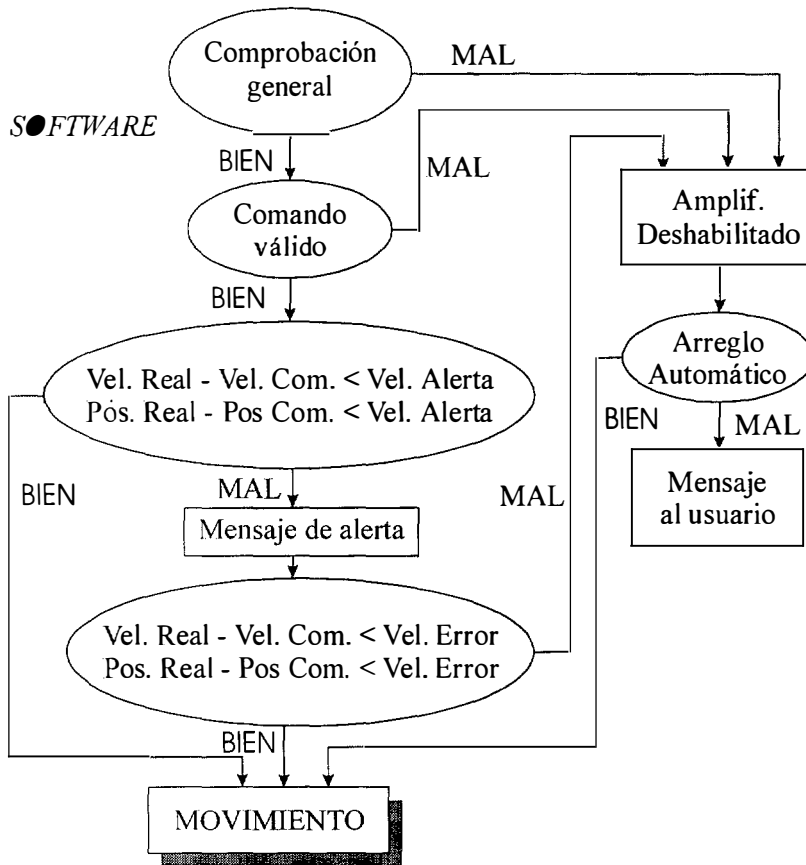 Comprobación
general
MAL
SOFTWARE
BIEN
MAL
Comando
válido
Amplif.
Deshabilitado
BIEN
Vel. Real - Vel. Com. < Vel. Alerta
Pos. Real - Pos Com. < Vel. Alerta
Arreglo
Automático
BIEN
MAL
BIEN
MAL
MAL
Mensaje de alerta
Mensaje
al usuario
Vel. Real - Vel. Com. < Vel. Error
Pos. Real - Pos Com. < Vel. Error
BIEN
MOVIMIENTO